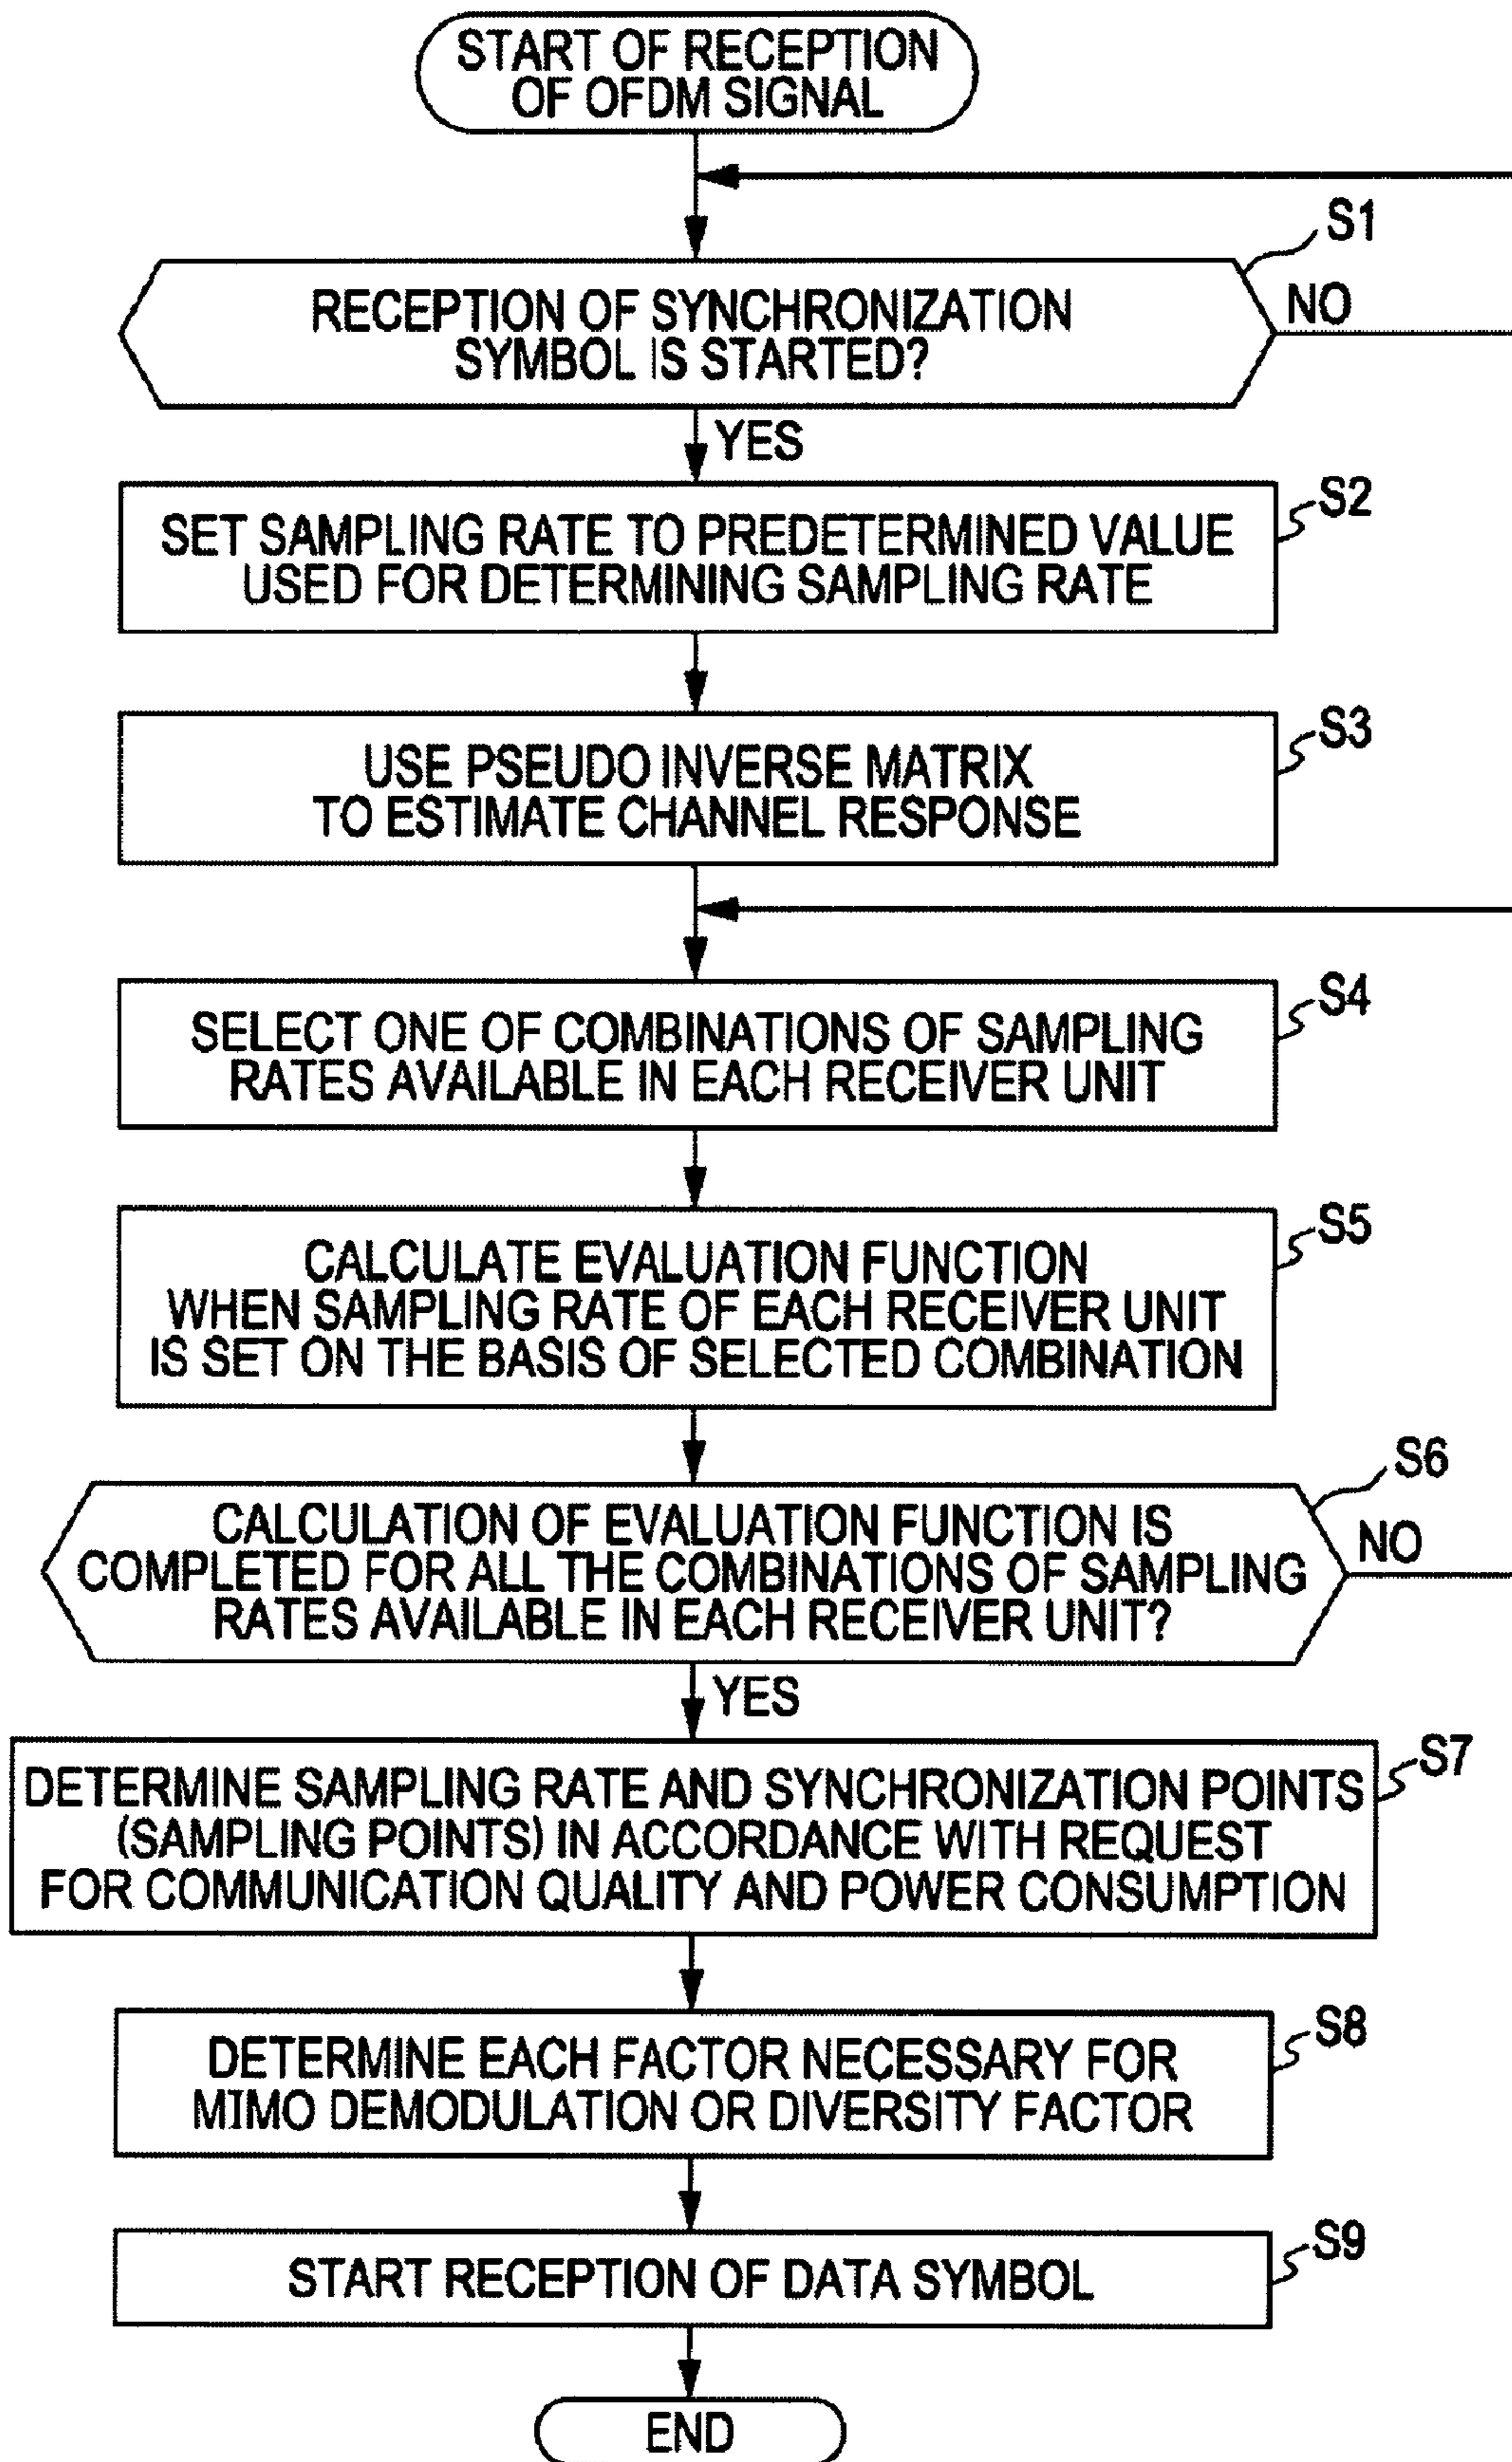 START OF RECEPTION
OF OFDM SIGNAL
S1
RECEPTION OF SYNCHRONIZATION
SYMBOL IS STARTED?
NO
YES
S2
SET SAMPLING RATE TO PREDETERMINED VALUE
USED FOR DETERMINING SAMPLING RATE
S3
USE PSEUDO INVERSE MATRIX
TO ESTIMATE CHANNEL RESPONSE
S4
SELECT ONE OF COMBINATIONS OF SAMPLING
RATES AVAILABLE IN EACH RECEIVER UNIT
S5
CALCULATE EVALUATION FUNCTION
WHEN SAMPLING RATE OF EACH RECEIVER UNIT
IS SET ON THE BASIS OF SELECTED COMBINATION
S6
CALCULATION OF EVALUATION FUNCTION IS
COMPLETED FOR ALL THE COMBINATIONS OF SAMPLING
RATES AVAILABLE IN EACH RECEIVER UNIT?
NO
YES
S7
DETERMINE SAMPLING RATE AND SYNCHRONIZATION POINTS
(SAMPLING POINTS) IN ACCORDANCE WITH REQUEST
FOR COMMUNICATION QUALITY AND POWER CONSUMPTION
S8
DETERMINE EACH FACTOR NECESSARY FOR
MIMO DEMODULATION OR DIVERSITY FACTOR
S9
START RECEPTION OF DATA SYMBOL
END